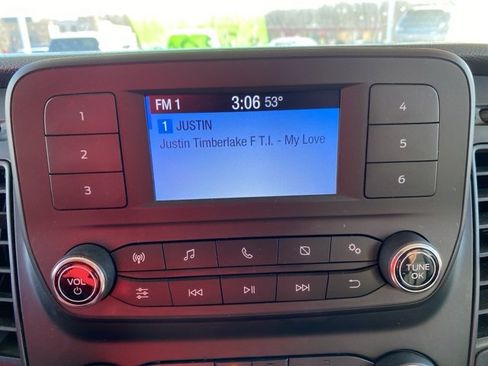 FM 1 3:06 53°
1 JUSTIN
Justin Timberlake F T.I. - My Love
1
2
3
4
5
6
VOL
TUNE
OK